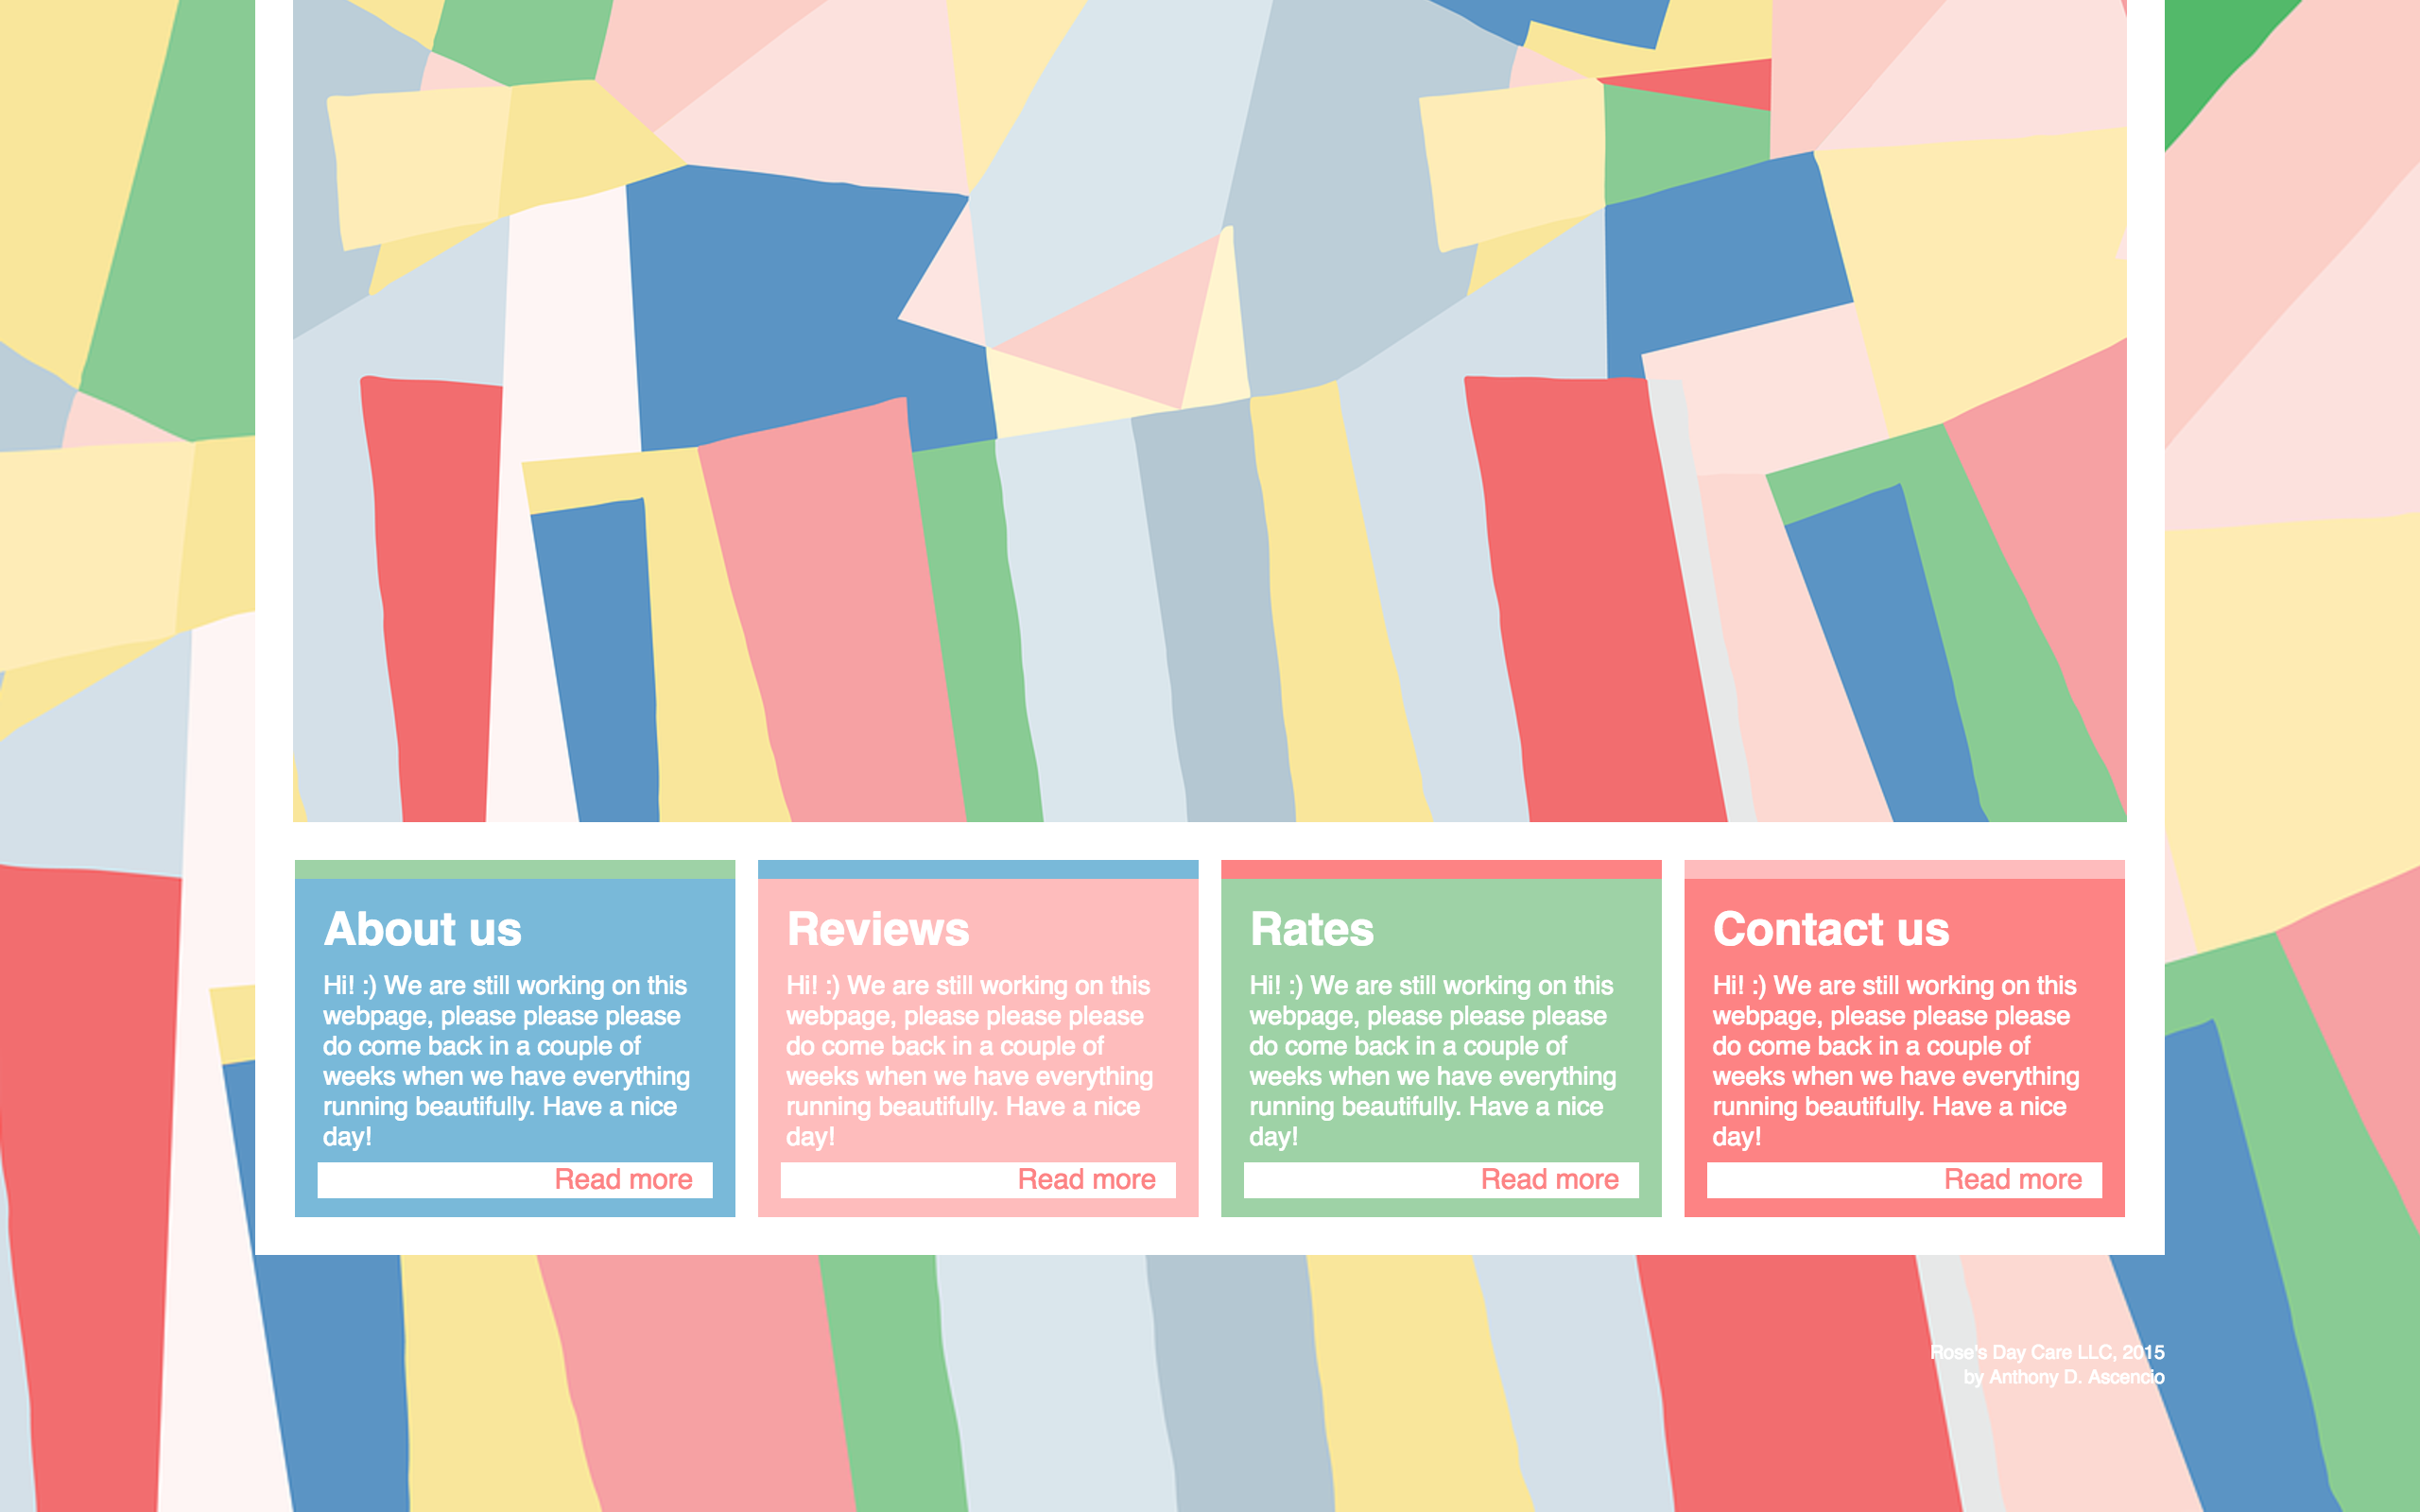 About us
Hi! :) We are still working on this
webpage, please please please
do come back in a couple of
weeks when we have everything
running beautifully. Have a nice
day!
Read more
Reviews
Hi! :) We are still working on this
webpage, please please please
do come back in a couple of
weeks when we have everything
running beautifully. Have a nice
day!
Read more
Rates
Hi! :) We are still working on this
webpage, please please please
do come back in a couple of
weeks when we have everything
running beautifully. Have a nice
day!
Read more
Contact us
Hi! :) We are still working on this
webpage, please please please
do come back in a couple of
weeks when we have everything
running beautifully. Have a nice
day!
Read more
Rose's Day Care LLC, 2015
by Anthony D. Ascencio